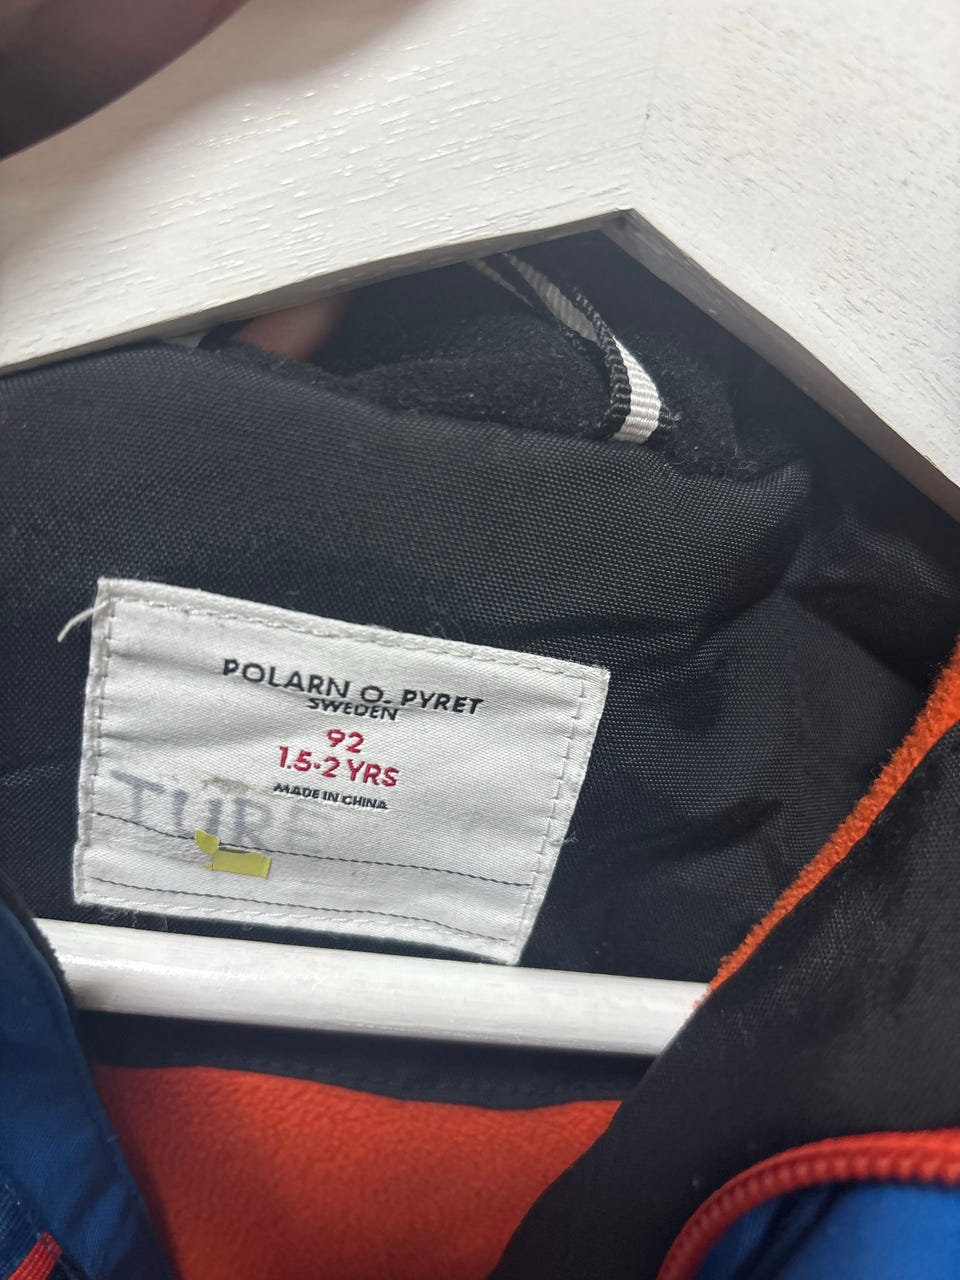 POLARN O. PYRET
SWEDEN
92
1.5-2 YRS
MADE IN CHINA
TURE